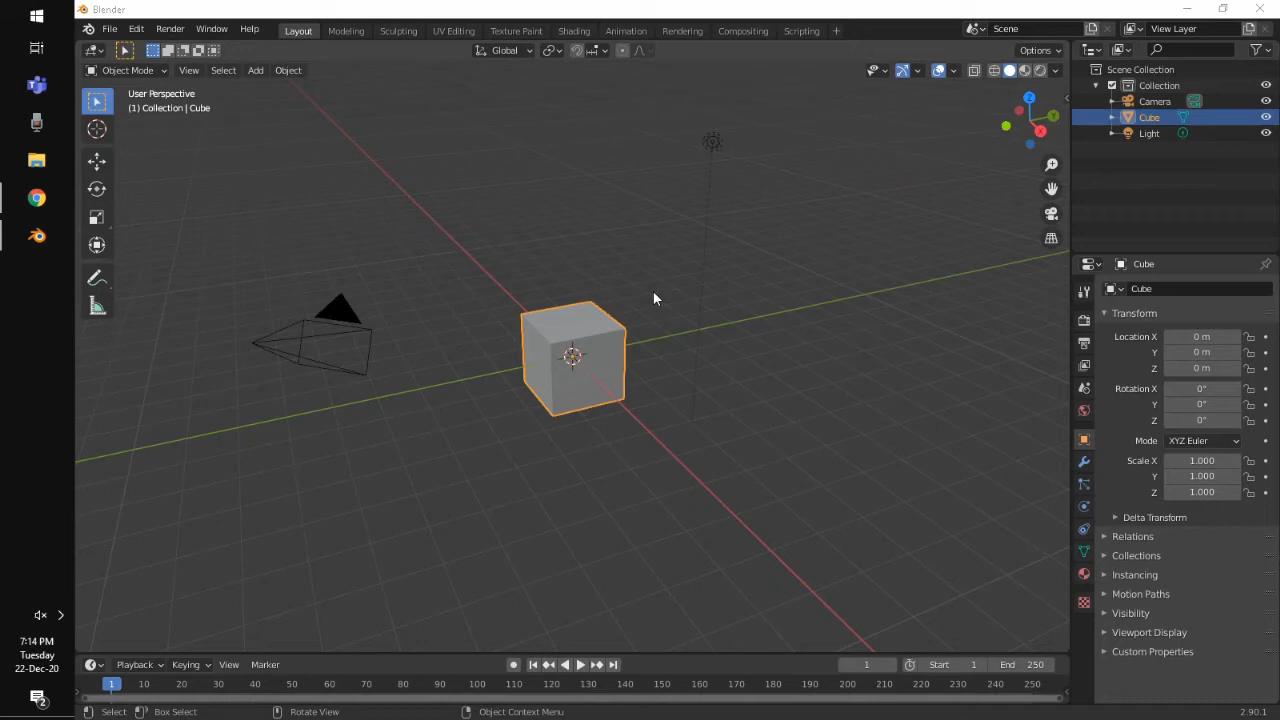 Blender
File Edit Render Window Help Layout Modeling Sculpting UV Editing Texture Paint Shading Animation Rendering Compositing Scripting + Scene View Layer
Global Options
Object Mode View Select Add Object
User Perspective
(1) Collection | Cube
Z
Y
X
Scene Collection
Collection
Camera
Cube
Light
Cube
Cube
Transform
Location X 0 m
Y 0 m
Z 0 m
Rotation X 0°
Y 0°
Z 0°
Mode XYZ Euler
Scale X 1.000
Y 1.000
Z 1.000
Delta Transform
Relations
Collections
Instancing
Motion Paths
Visibility
Viewport Display
Custom Properties
7:14 PM
Tuesday
22-Dec-20
2
Playback Keying View Marker 1 Start 1 End 250
1 10 20 30 40 50 60 70 80 90 100 110 120 130 140 150 160 170 180 190 200 210 220 230 240 250
Select Box Select Rotate View Object Context Menu 2.90.1